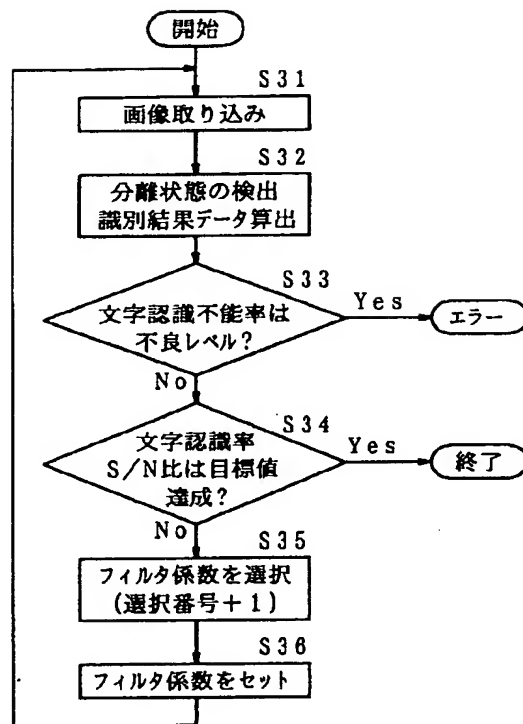 開始
S31
画像取り込み
S32
分離状態の検出
識別結果データ算出
S33
文字認識不能率は
不良レベル?
Yes
エラー
No
S34
文字認識率
S/N比は目標値
達成?
Yes
終了
No
S35
フィルタ係数を選択
(選択番号+1)
S36
フィルタ係数をセット